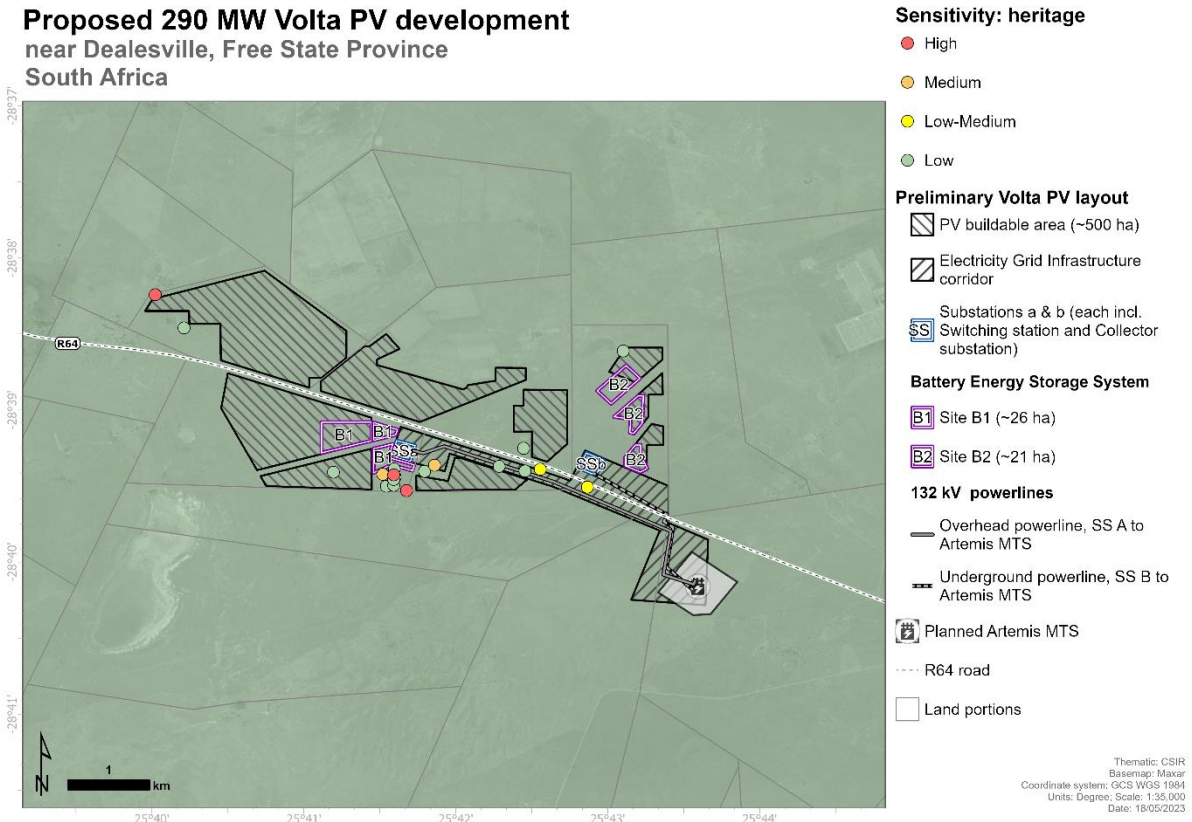 Proposed 290 MW Volta PV development
near Dealesville, Free State Province
South Africa
-28°37'
-28°38'
-28°39'
-28°40'
-28°41'
R64
B1
B1
B1
SSa
SSb
B2
B2
B2
N
1
km
25°40'
25°41'
25°42'
25°43'
25°44'
Sensitivity: heritage
High
Medium
Low-Medium
Low
Preliminary Volta PV layout
PV buildable area (~500 ha)
Electricity Grid Infrastructure
corridor
SS
Substations a & b (each incl.
Switching station and Collector
substation)
Battery Energy Storage System
B1
Site B1 (~26 ha)
B2
Site B2 (~21 ha)
132 kV powerlines
Overhead powerline, SS A to
Artemis MTS
Underground powerline, SS B to
Artemis MTS
Planned Artemis MTS
R64 road
Land portions
Thematic: CSIR
Basemap: Maxar
Coordinate system: GCS WGS 1984
Units: Degree; Scale: 1:35,000
Date: 18/05/2023